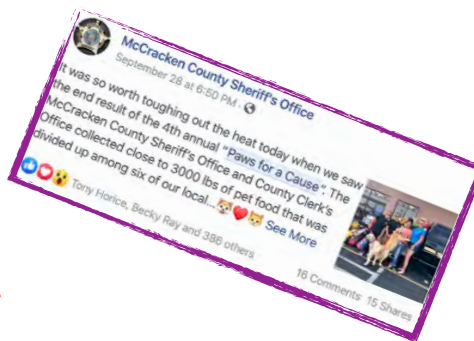 McCracken County Sheriff's Office
September 28 at 6:50 PM ·
It was so worth toughing out the heat today when we saw
the end result of the 4th annual "Paws for a Cause". The
McCracken County Sheriff's Office and County Clerk's
Office collected close to 3000 lbs of pet food that was
divided up among six of our local...🐶❤️🐱 See More
Tony Horice, Becky Ray and 386 others
16 Comments 15 Shares